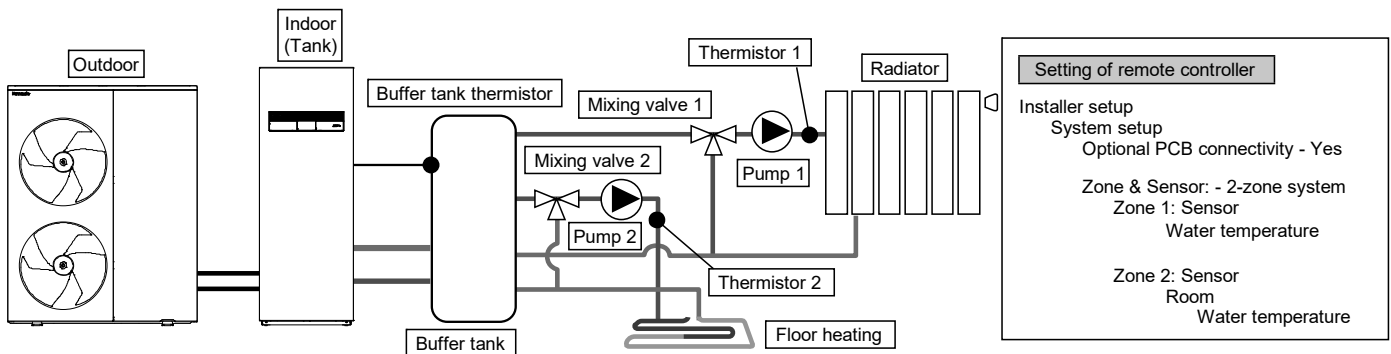 Outdoor
Indoor
(Tank)
Buffer tank thermistor
Buffer tank
Mixing valve 1
Thermistor 1
Pump 1
Radiator
Mixing valve 2
Pump 2
Thermistor 2
Floor heating
Setting of remote controller
Installer setup
System setup
Optional PCB connectivity - Yes
Zone & Sensor: - 2-zone system
Zone 1: Sensor
Water temperature
Zone 2: Sensor
Room
Water temperature